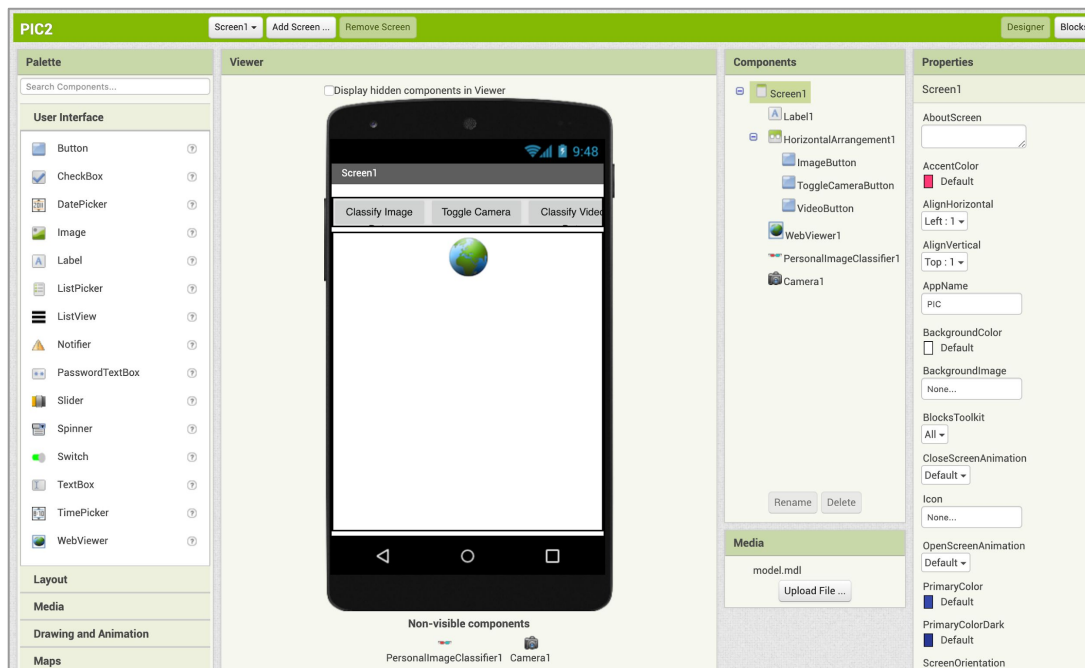 PIC2
Screen1
Add Screen ...
Remove Screen
Designer
Blocks
Palette
Search Components...
User Interface
Button
CheckBox
DatePicker
Image
Label
ListPicker
ListView
Notifier
PasswordTextBox
Slider
Spinner
Switch
TextBox
TimePicker
WebViewer
Layout
Media
Drawing and Animation
Maps
Viewer
Display hidden components in Viewer
9:48
Screen1
Classify Image
Toggle Camera
Classify Video
Non-visible components
PersonalImageClassifier1
Camera1
Components
Screen1
Label1
HorizontalArrangement1
ImageButton
ToggleCameraButton
VideoButton
WebViewer1
PersonalImageClassifier1
Camera1
Rename
Delete
Media
model.mdl
Upload File ...
Properties
Screen1
AboutScreen
AccentColor
Default
AlignHorizontal
Left : 1
AlignVertical
Top : 1
AppName
PIC
BackgroundColor
Default
BackgroundImage
None...
BlocksToolkit
All
CloseScreenAnimation
Default
Icon
None...
OpenScreenAnimation
Default
PrimaryColor
Default
PrimaryColorDark
Default
ScreenOrientation